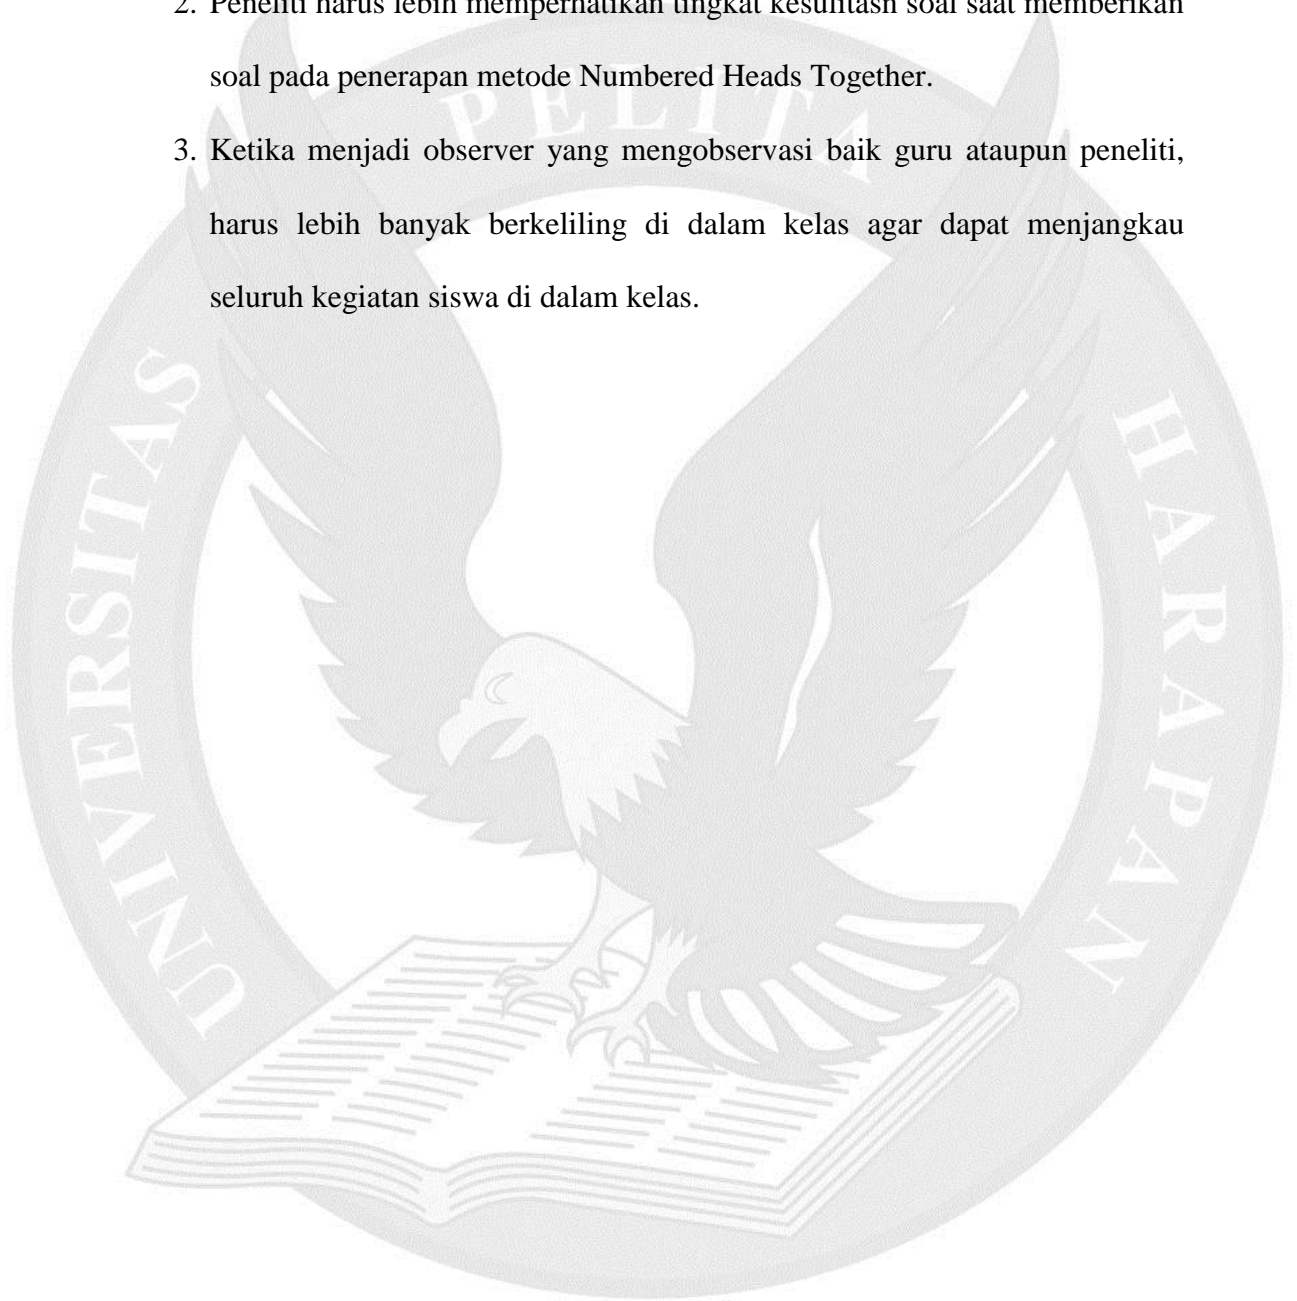 2. Peneliti harus lebih memperhatikan tingkat kesulitasn soal saat memberikan
soal pada penerapan metode Numbered Heads Together.
3. Ketika menjadi observer yang mengobservasi baik guru ataupun peneliti,
harus lebih banyak berkeliling di dalam kelas agar dapat menjangkau
seluruh kegiatan siswa di dalam kelas.
UNIVERSITAS PELITA HARAPAN